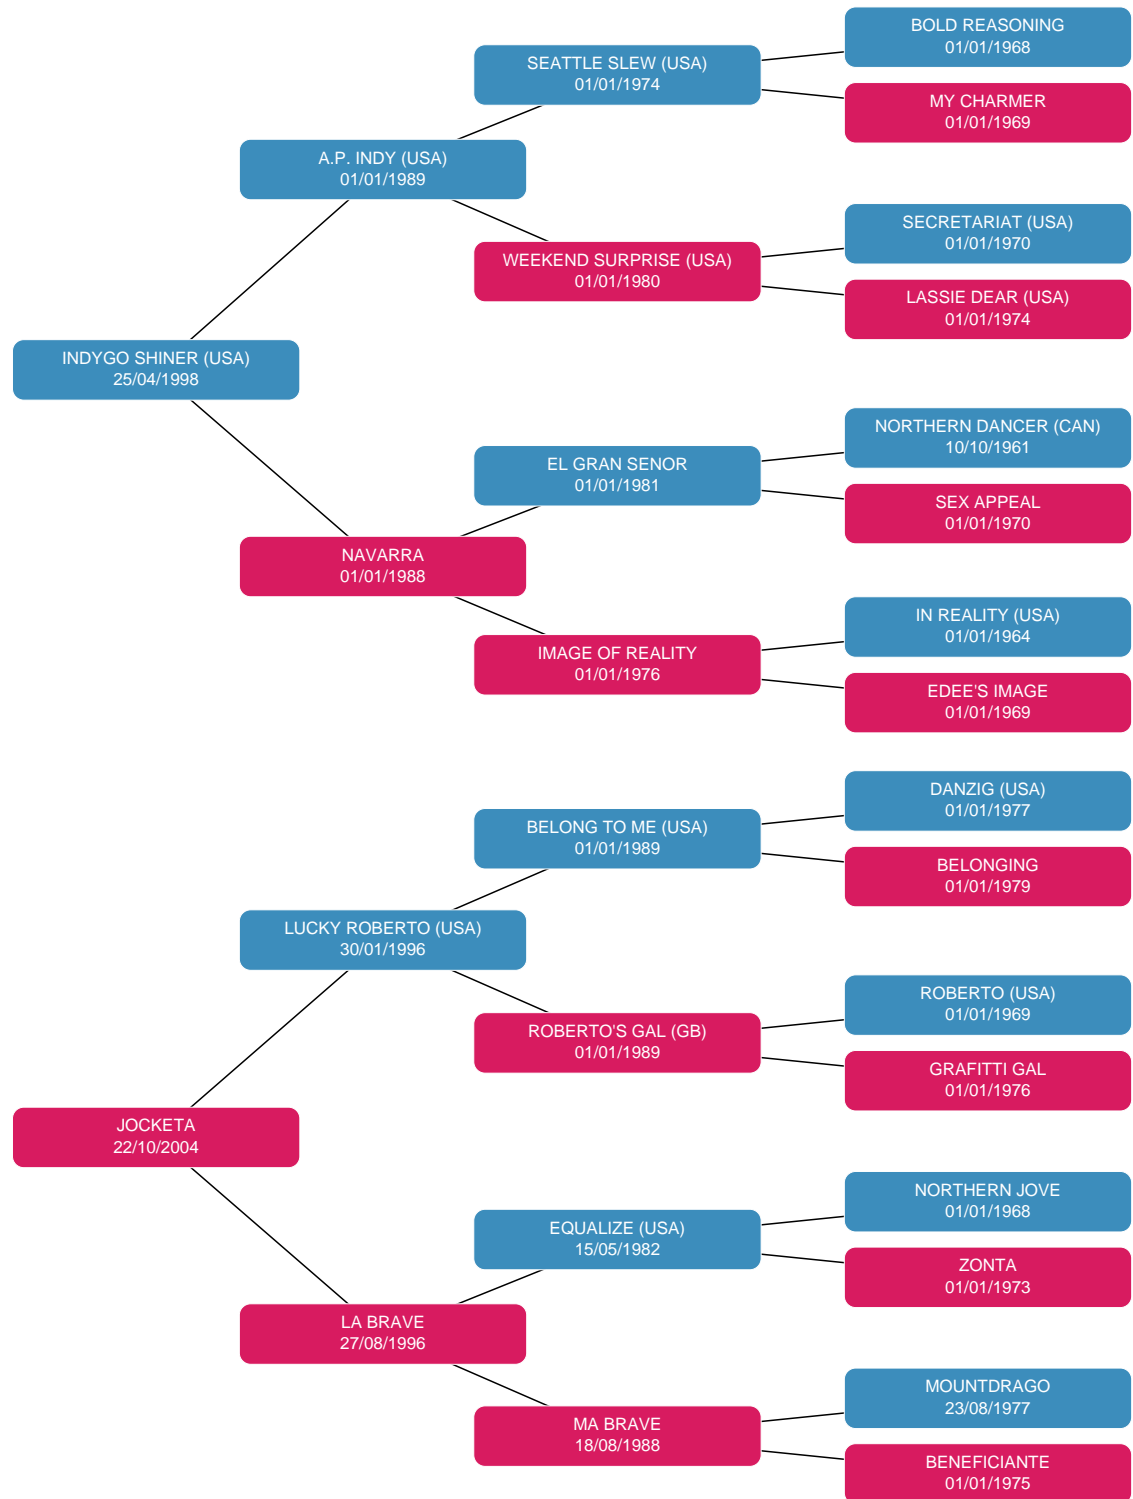 BOLD REASONING
01/01/1968
SEATTLE SLEW (USA)
01/01/1974
MY CHARMER
01/01/1969
A.P. INDY (USA)
01/01/1989
SECRETARIAT (USA)
01/01/1970
WEEKEND SURPRISE (USA)
01/01/1980
LASSIE DEAR (USA)
01/01/1974
INDYGO SHINER (USA)
25/04/1998
NORTHERN DANCER (CAN)
10/10/1961
EL GRAN SENOR
01/01/1981
SEX APPEAL
01/01/1970
NAVARRA
01/01/1988
IN REALITY (USA)
01/01/1964
IMAGE OF REALITY
01/01/1976
EDEE'S IMAGE
01/01/1969
DANZIG (USA)
01/01/1977
BELONG TO ME (USA)
01/01/1989
BELONGING
01/01/1979
LUCKY ROBERTO (USA)
30/01/1996
ROBERTO (USA)
01/01/1969
ROBERTO'S GAL (GB)
01/01/1989
GRAFITTI GAL
01/01/1976
JOCKETA
22/10/2004
NORTHERN JOVE
01/01/1968
EQUALIZE (USA)
15/05/1982
ZONTA
01/01/1973
LA BRAVE
27/08/1996
MOUNTDRAGO
23/08/1977
MA BRAVE
18/08/1988
BENEFICIANTE
01/01/1975